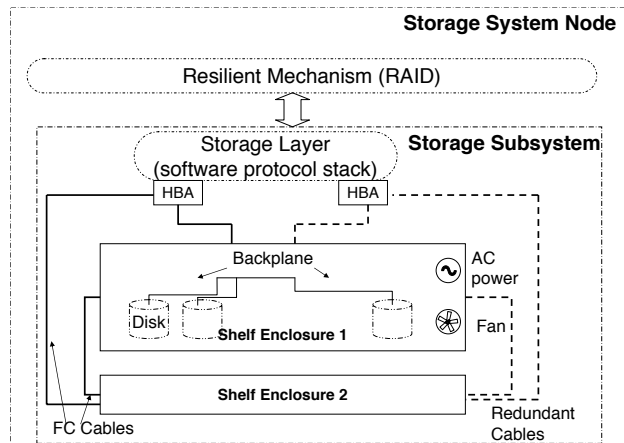 Storage System Node
Resilient Mechanism (RAID)
Storage Layer
(software protocol stack)
Storage Subsystem
HBA
HBA
Backplane
AC
power
Disk
Fan
Shelf Enclosure 1
Shelf Enclosure 2
FC Cables
Redundant
Cables